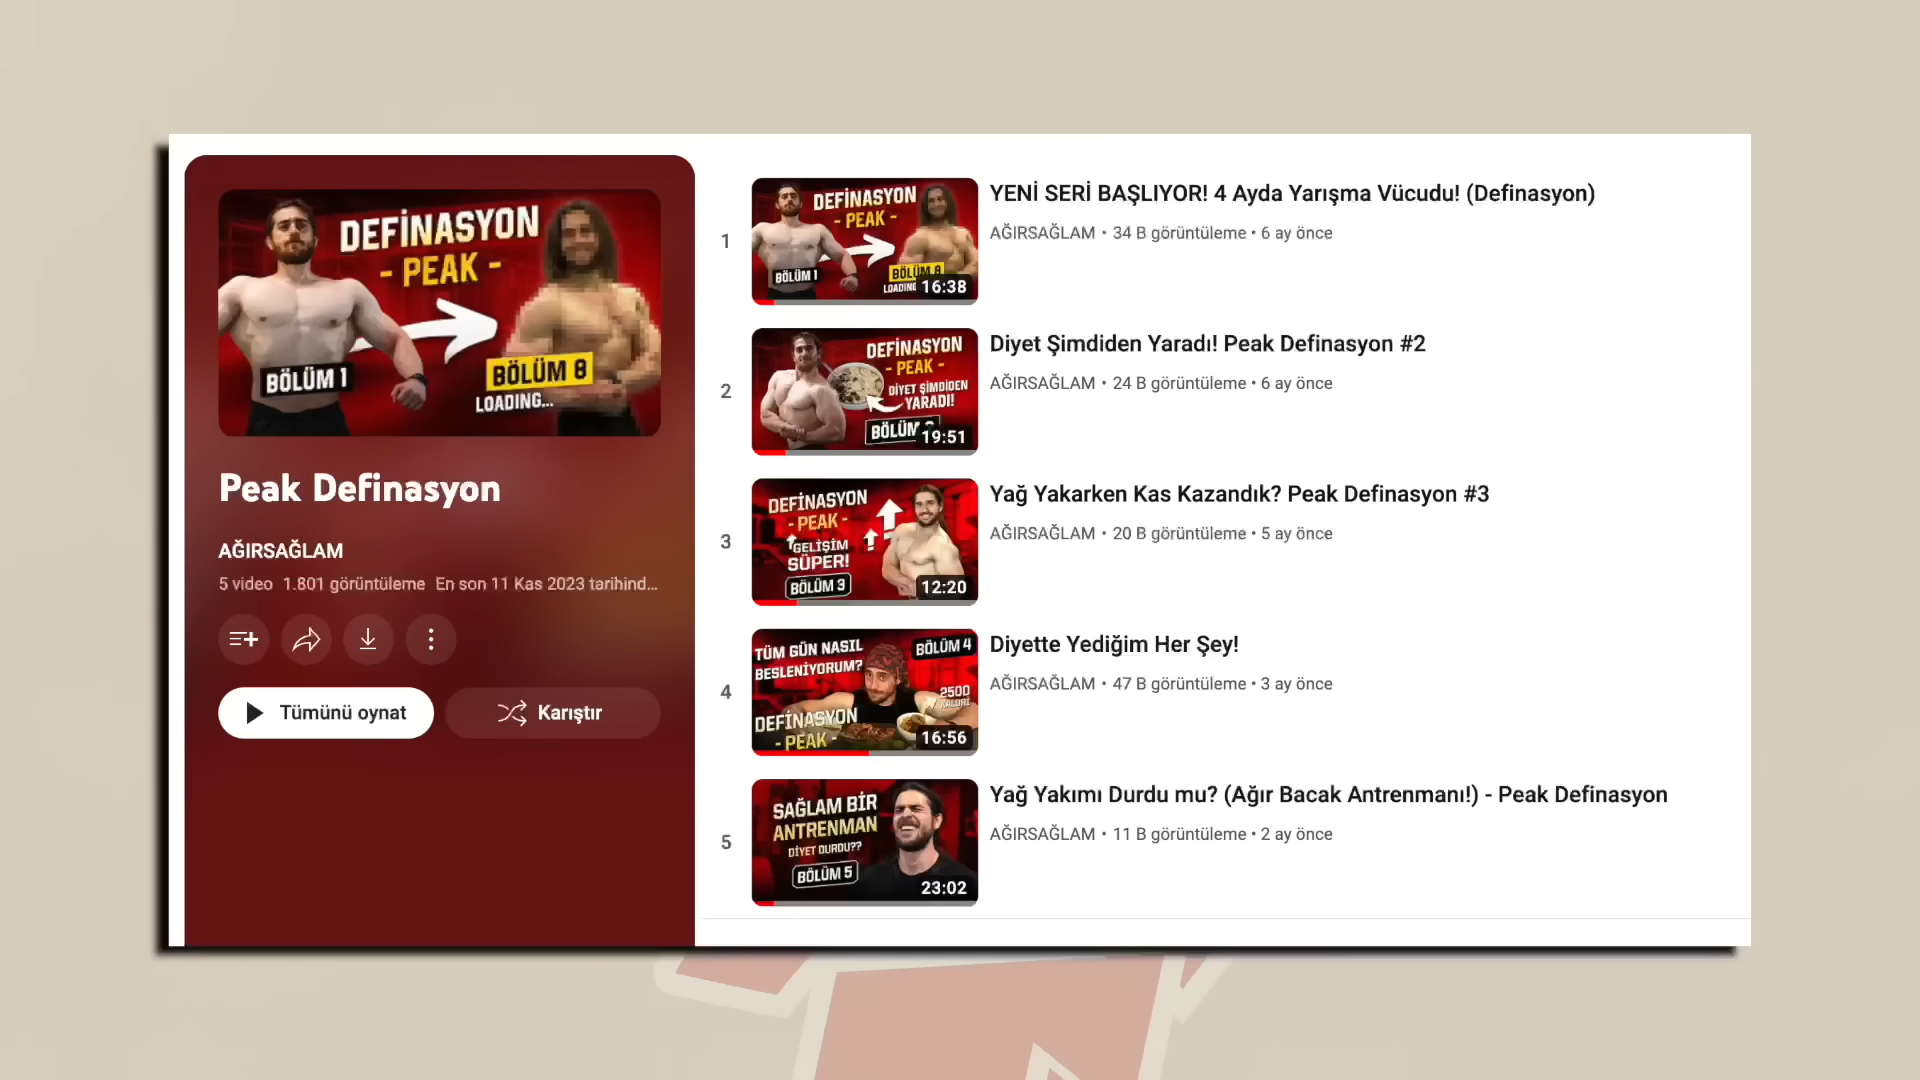 DEFİNASYON
- PEAK -
BÖLÜM 1
BÖLÜM 8
LOADING...
Peak Definasyon
AĞIRSAĞLAM
5 video 1.801 görüntüleme En son 11 Kas 2023 tarihind...
Tümünü oynat
Karıştır
1
DEFİNASYON
- PEAK -
BÖLÜM 1
BÖLÜM 8
LOADING
16:38
YENİ SERİ BAŞLIYOR! 4 Ayda Yarışma Vücudu! (Definasyon)
AĞIRSAĞLAM • 34 B görüntüleme • 6 ay önce
2
DEFİNASYON
- PEAK -
DİYET ŞİMDİDEN
YARADI!
BÖLÜM
19:51
Diyet Şimdiden Yaradı! Peak Definasyon #2
AĞIRSAĞLAM • 24 B görüntüleme • 6 ay önce
3
DEFİNASYON
- PEAK -
GELİŞİM
SÜPER!
BÖLÜM 3
12:20
Yağ Yakarken Kas Kazandık? Peak Definasyon #3
AĞIRSAĞLAM • 20 B görüntüleme • 5 ay önce
4
TÜM GÜN NASIL
BESLENİYORUM?
BÖLÜM 4
2500
KALORİ
DEFİNASYON
- PEAK -
16:56
Diyette Yediğim Her Şey!
AĞIRSAĞLAM • 47 B görüntüleme • 3 ay önce
5
SAĞLAM BİR
ANTRENMAN
DİYET DURDU??
BÖLÜM 5
23:02
Yağ Yakımı Durdu mu? (Ağır Bacak Antrenmanı!) - Peak Definasyon
AĞIRSAĞLAM • 11 B görüntüleme • 2 ay önce